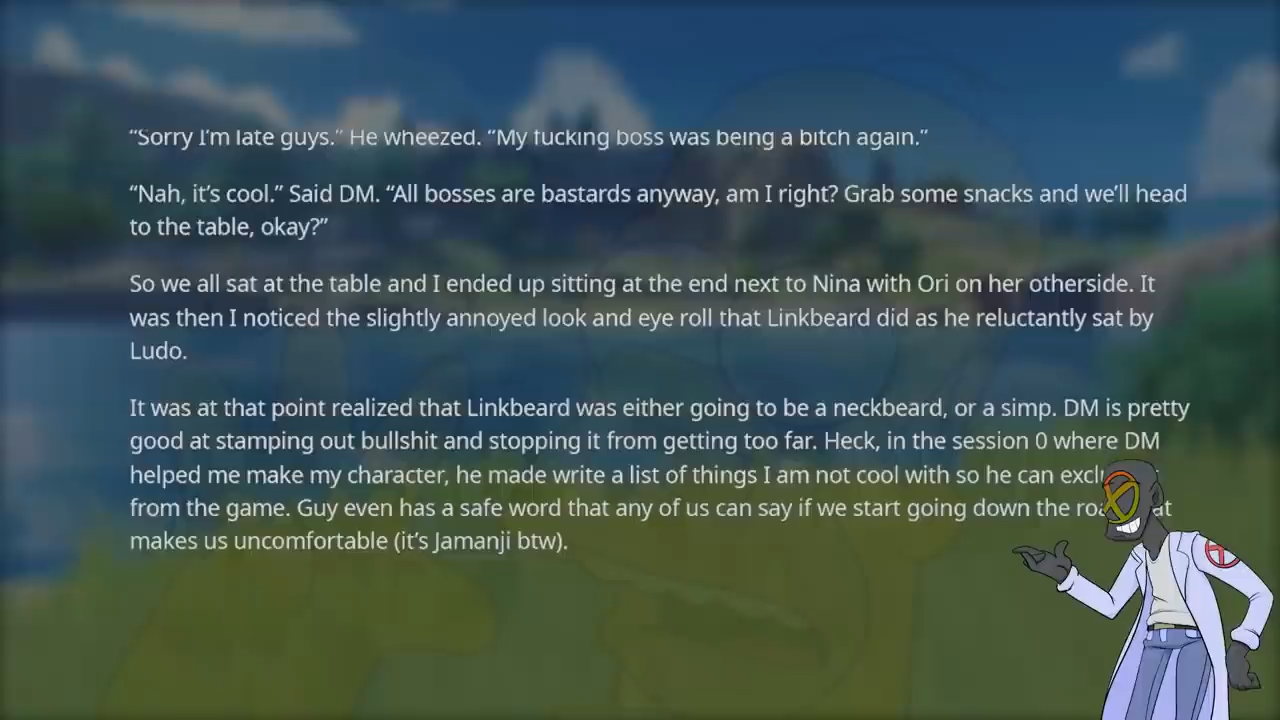 “Sorry I'm late guys.” He wheezed. “My fucking boss was being a bitch again.”
“Nah, it's cool.” Said DM. “All bosses are bastards anyway, am I right? Grab some snacks and we'll head
to the table, okay?”
So we all sat at the table and I ended up sitting at the end next to Nina with Ori on her otherside. It
was then I noticed the slightly annoyed look and eye roll that Linkbeard did as he reluctantly sat by
Ludo.
It was at that point realized that Linkbeard was either going to be a neckbeard, or a simp. DM is pretty
good at stamping out bullshit and stopping it from getting too far. Heck, in the session 0 where DM
helped me make my character, he made write a list of things I am not cool with so he can
from the game. Guy even has a safe word that any of us can say if we start going down the
makes us uncomfortable (it's Jamanji btw).